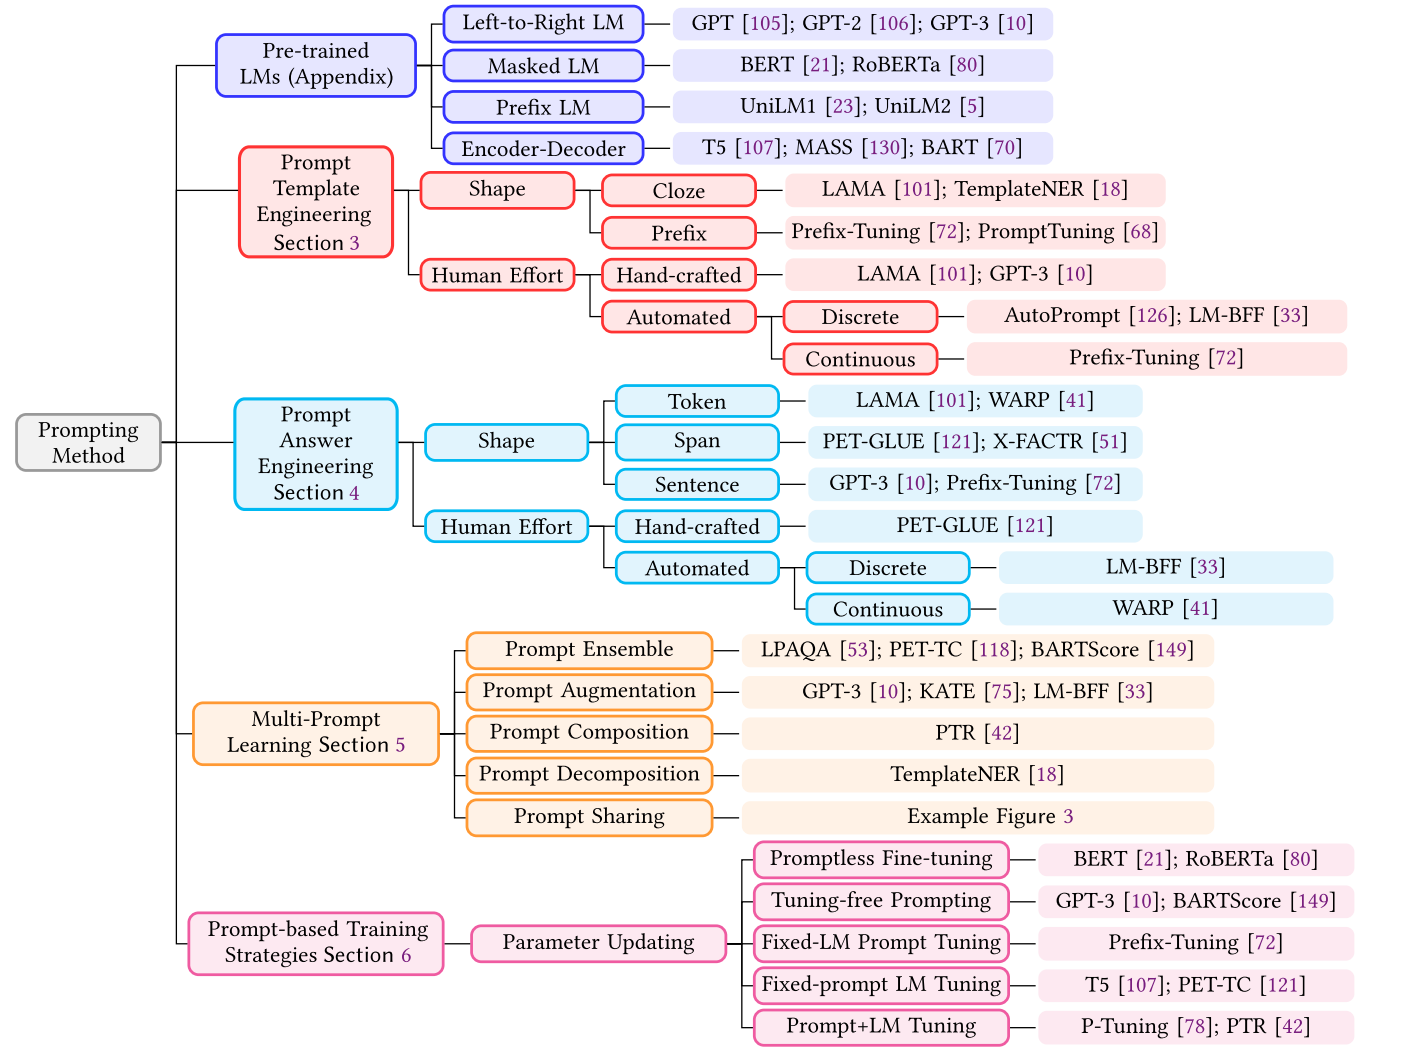 Prompting
Method
Pre-trained
LMs (Appendix)
Left-to-Right LM
GPT [105]; GPT-2 [106]; GPT-3 [10]
Masked LM
BERT [21]; RoBERTa [80]
Prefix LM
UniLM1 [23]; UniLM2 [5]
Encoder-Decoder
T5 [107]; MASS [130]; BART [70]
Prompt
Template
Engineering
Section 3
Shape
Cloze
LAMA [101]; TemplateNER [18]
Prefix
Prefix-Tuning [72]; PromptTuning [68]
Human Effort
Hand-crafted
LAMA [101]; GPT-3 [10]
Automated
Discrete
AutoPrompt [126]; LM-BFF [33]
Continuous
Prefix-Tuning [72]
Prompt
Answer
Engineering
Section 4
Shape
Token
LAMA [101]; WARP [41]
Span
PET-GLUE [121]; X-FACTR [51]
Sentence
GPT-3 [10]; Prefix-Tuning [72]
Human Effort
Hand-crafted
PET-GLUE [121]
Automated
Discrete
LM-BFF [33]
Continuous
WARP [41]
Multi-Prompt
Learning Section 5
Prompt Ensemble
LPAQA [53]; PET-TC [118]; BARTScore [149]
Prompt Augmentation
GPT-3 [10]; KATE [75]; LM-BFF [33]
Prompt Composition
PTR [42]
Prompt Decomposition
TemplateNER [18]
Prompt Sharing
Example Figure 3
Prompt-based Training
Strategies Section 6
Parameter Updating
Promptless Fine-tuning
BERT [21]; RoBERTa [80]
Tuning-free Prompting
GPT-3 [10]; BARTScore [149]
Fixed-LM Prompt Tuning
Prefix-Tuning [72]
Fixed-prompt LM Tuning
T5 [107]; PET-TC [121]
Prompt+LM Tuning
P-Tuning [78]; PTR [42]